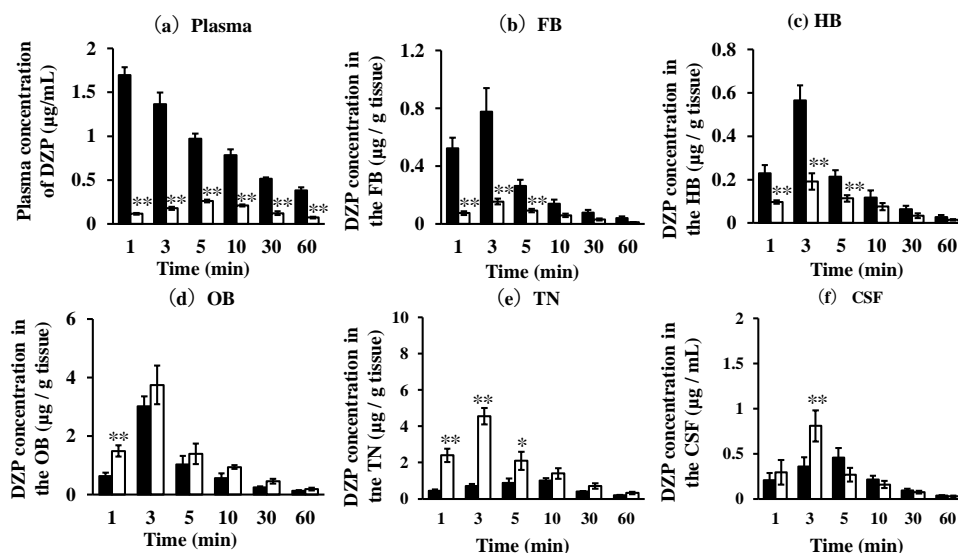 (a) Plasma
Plasma concentration
of DZP (µg/mL)
2
1.5
1
0.5
0
** ** ** ** ** **
1 3 5 10 30 60
Time (min)
(b) FB
DZP concentration in
the FB (µg / g tissue)
1.2
0.8
0.4
0
** ** **
1 3 5 10 30 60
Time (min)
(c) HB
DZP concentration in
the HB (µg / g tissue)
0.8
0.6
0.4
0.2
0
** ** **
1 3 5 10 30 60
Time (min)
(d) OB
DZP concentration in
the OB (µg / g tissue)
6
4
2
0
**
1 3 5 10 30 60
Time (min)
(e) TN
DZP concentration in
tne TN (µg / g tissue)
10
8
6
4
2
0
** ** *
1 3 5 10 30 60
Time (min)
(f) CSF
DZP concentration in
the CSF (µg / mL)
2
1.5
1
0.5
0
**
1 3 5 10 30 60
Time (min)